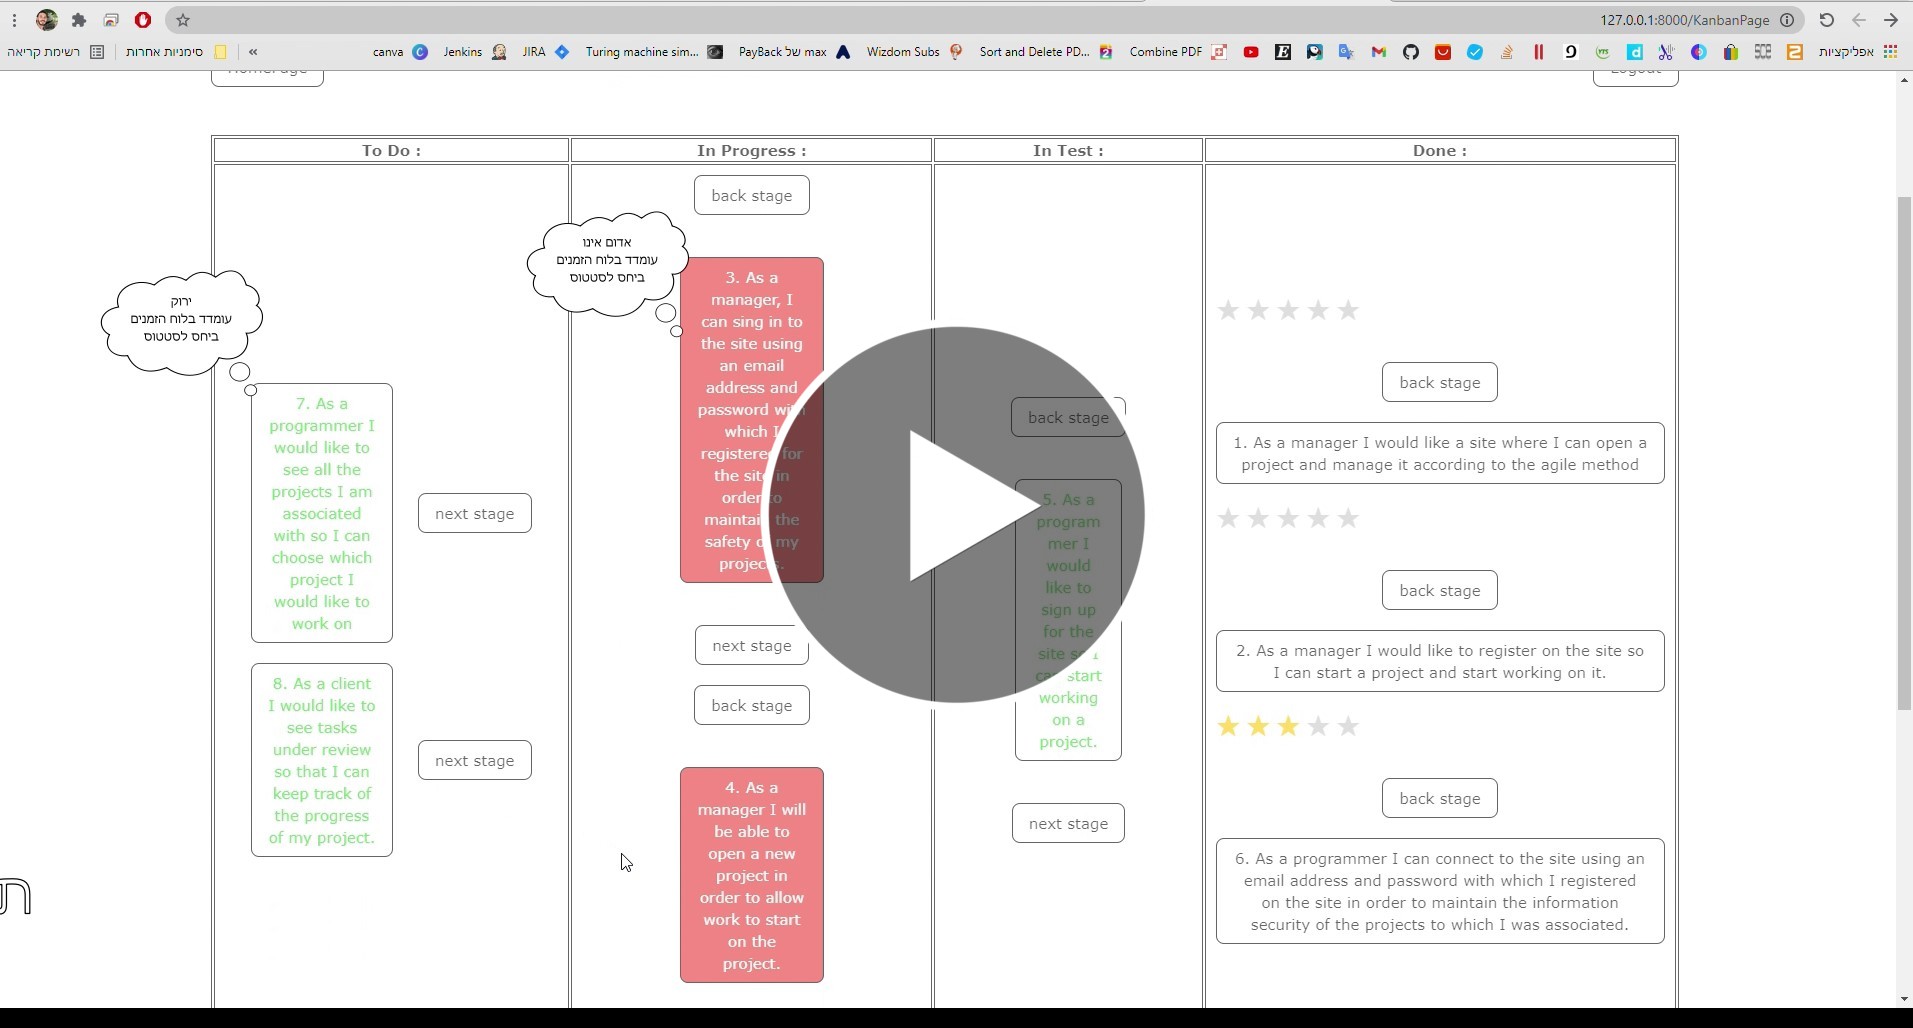 127.0.0.1:8000/KanbanPage
רשימת קריאה
סימניות אחרות
»
canva
Jenkins
JIRA
Turing machine sim...
PayBack של max
Wizdom Subs
Sort and Delete PD...
Combine PDF
אפליקציות
HomePage
Logout
To Do :
In Progress :
In Test :
Done :
ירוק
עומדד בלוח הזמנים
ביחס לסטטוס
7. As a
programmer I
would like to
see all the
projects I am
associated
with so I can
choose which
project I
would like to
work on
next stage
8. As a client
I would like to
see tasks
under review
so that I can
keep track of
the progress
of my project.
next stage
back stage
אדום אינו
עומדד בלוח הזמנים
ביחס לסטטוס
3. As a
manager, I
can sing in to
the site using
an email
address and
password with
which I
registered for
the site in
order to
maintain the
safety of my
projects.
next stage
back stage
4. As a
manager I will
be able to
open a new
project in
order to allow
work to start
on the
project.
back stage
5. As a
program
mer I
would
like to
sign up
for the
site so I
can start
working
on a
project.
next stage
back stage
1. As a manager I would like a site where I can open a
project and manage it according to the agile method
back stage
2. As a manager I would like to register on the site so
I can start a project and start working on it.
back stage
6. As a programmer I can connect to the site using an
email address and password with which I registered
on the site in order to maintain the information
security of the projects to which I was associated.